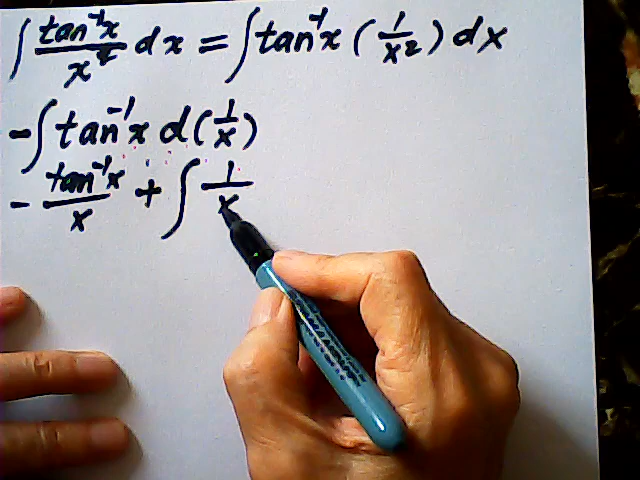 ∫ tan⁻¹x / x² dx = ∫ tan⁻¹x (1/x²) dx
-∫ tan⁻¹x d(1/x)
- tan⁻¹x / x + ∫ 1/x